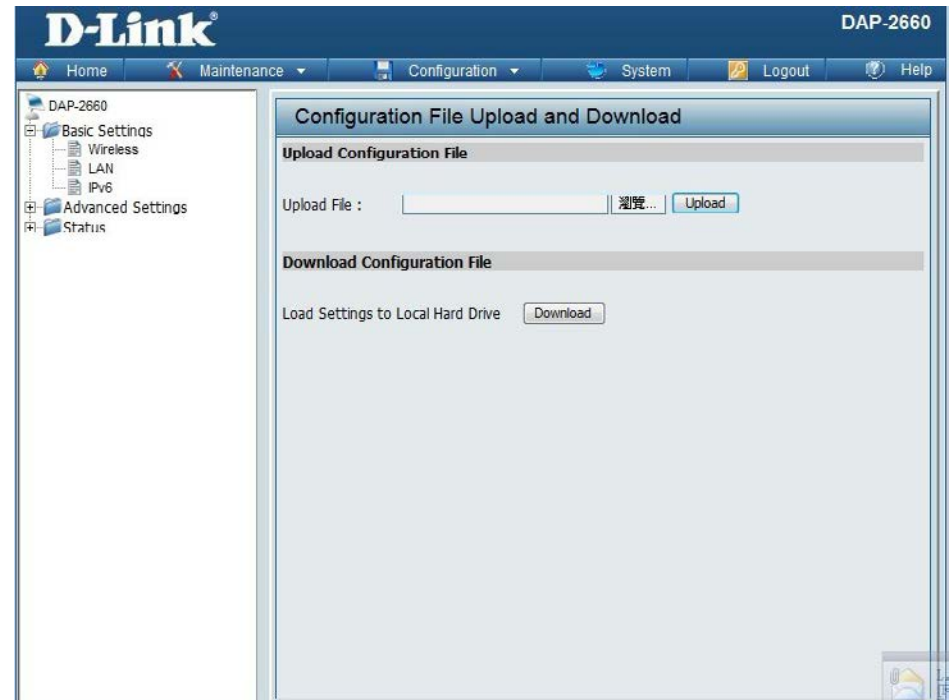 D-Link®
DAP-2660
Home Maintenance Configuration System Logout Help
DAP-2660
Basic Settings
Wireless
LAN
IPv6
Advanced Settings
Status
Configuration File Upload and Download
Upload Configuration File
Upload File : 瀏覽... Upload
Download Configuration File
Load Settings to Local Hard Drive Download